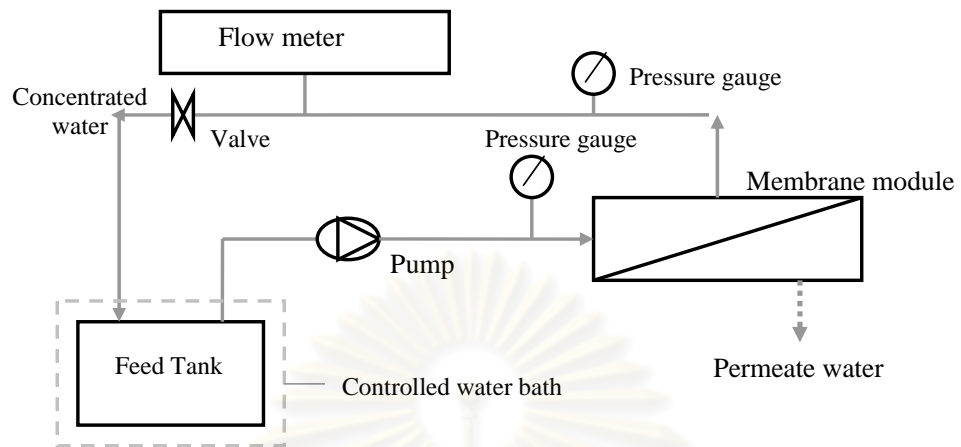 Flow meter
Pressure gauge
Concentrated
water
Valve
Pressure gauge
Membrane module
Pump
Feed Tank
Permeate water
Controlled water bath